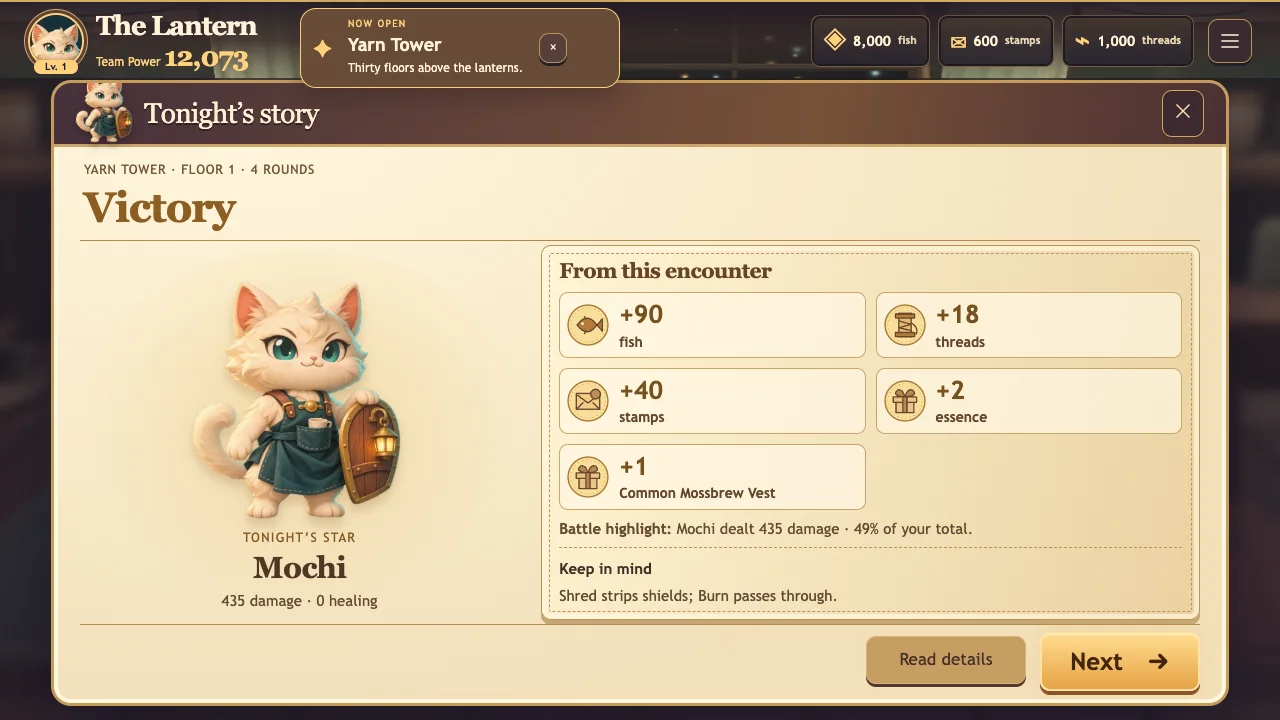 The Lantern
Team Power 12,073
Lv. 1
NOW OPEN
Yarn Tower
Thirty floors above the lanterns.
×
8,000 fish
600 stamps
1,000 threads
Tonight’s story
YARN TOWER · FLOOR 1 · 4 ROUNDS
Victory
TONIGHT’S STAR
Mochi
435 damage · 0 healing
From this encounter
+90
fish
+18
threads
+40
stamps
+2
essence
+1
Common Mossbrew Vest
Battle highlight: Mochi dealt 435 damage · 49% of your total.
Keep in mind
Shred strips shields; Burn passes through.
Read details
Next →